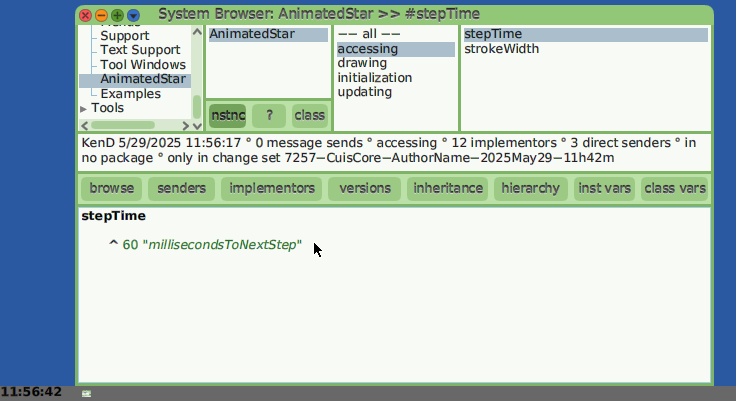 System Browser: AnimatedStar >> #stepTime
Support
Text Support
Tool Windows
AnimatedStar
Examples
Tools
AnimatedStar
nstnc
?
class
−− all −−
accessing
drawing
initialization
updating
stepTime
strokeWidth
KenD 5/29/2025 11:56:17 ° 0 message sends ° accessing ° 12 implementors ° 3 direct senders ° in
no package ° only in change set 7257−CuisCore−AuthorName−2025May29−11h42m
browse
senders
implementors
versions
inheritance
hierarchy
inst vars
class vars
stepTime
^ 60 "millisecondsToNextStep"
11:56:42